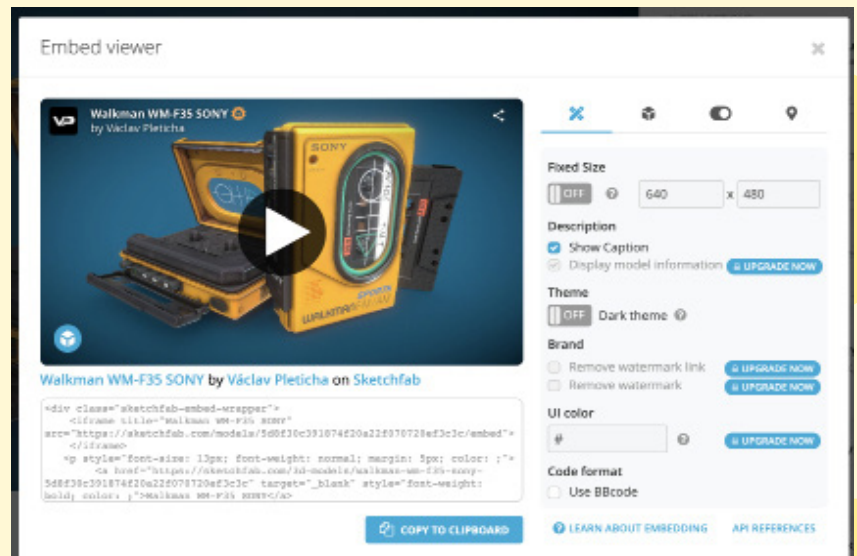 Embed viewer
Walkman WM-F35 SONY
by Václav Pleticha
SONY
SPORTS
WALKMAN
Walkman WM-F35 SONY by Václav Pleticha on Sketchfab
<div class="sketchfab-embed-wrapper">
<iframe title="Walkman WM-F35 SONY"
src="https://sketchfab.com/models/5d8f30c391874f20a22f070720ef3c3c/embed">
</iframe>
<p style="font-size: 13px; font-weight: normal; margin: 5px; color: ;">
<a href="https://sketchfab.com/3d-models/walkman-wm-f35-sony-
5d8f30c391874f20a22f070720ef3c3c" target="_blank" style="font-weight:
bold; color: ;">Walkman WM-F35 SONY</a>
COPY TO CLIPBOARD
Fixed Size
OFF 640 x 480
Description
Show Caption
Display model information UPGRADE NOW
Theme
OFF Dark theme
Brand
Remove watermark link UPGRADE NOW
Remove watermark UPGRADE NOW
UI color
# UPGRADE NOW
Code format
Use BBcode
LEARN ABOUT EMBEDDING API REFERENCES